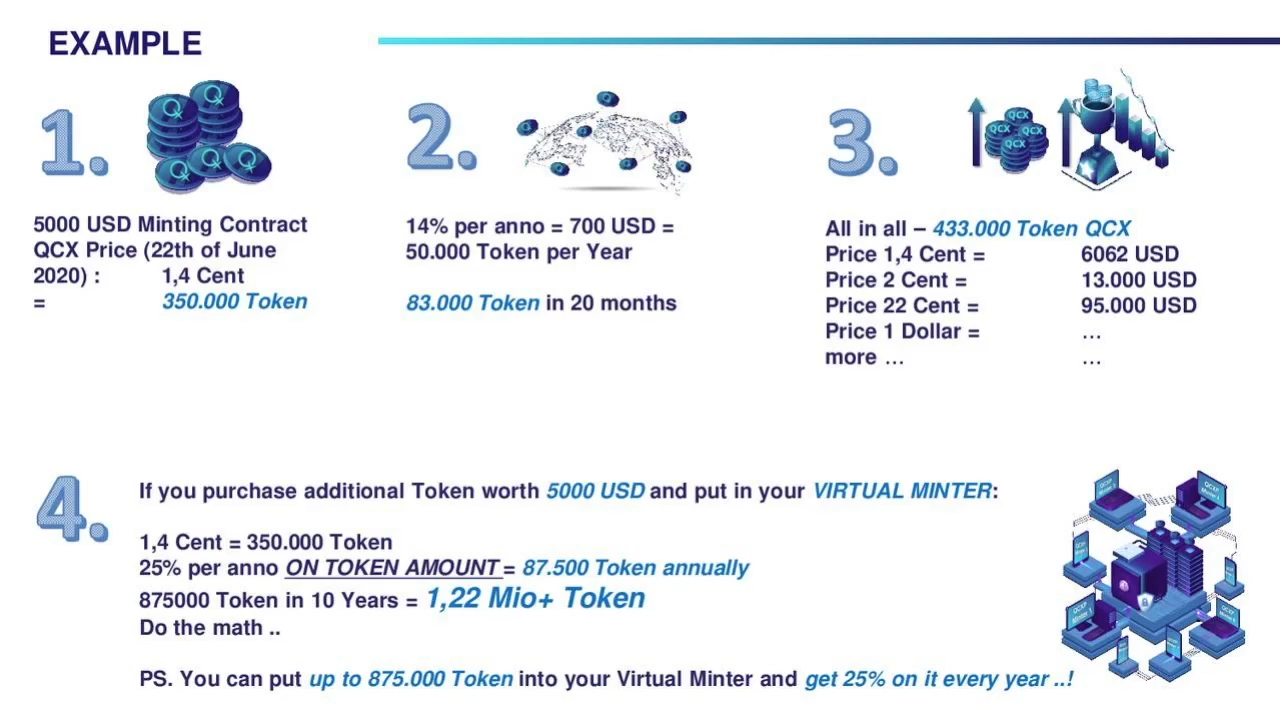 EXAMPLE
1.
5000 USD Minting Contract
QCX Price (22th of June
2020) : 1,4 Cent
= 350.000 Token
2.
14% per anno = 700 USD =
50.000 Token per Year
83.000 Token in 20 months
3.
QCX
QCX QCX
QCX
All in all – 433.000 Token QCX
Price 1,4 Cent = 6062 USD
Price 2 Cent = 13.000 USD
Price 22 Cent = 95.000 USD
Price 1 Dollar = …
more … …
4.
If you purchase additional Token worth 5000 USD and put in your VIRTUAL MINTER:
1,4 Cent = 350.000 Token
25% per anno ON TOKEN AMOUNT = 87.500 Token annually
875000 Token in 10 Years = 1,22 Mio+ Token
Do the math ..
PS. You can put up to 875.000 Token into your Virtual Minter and get 25% on it every year ..!